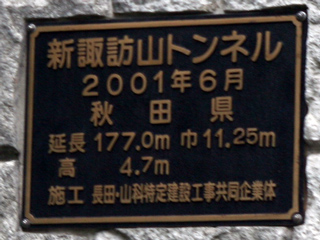 新諏訪山トンネル
2001年6月
秋田県
延長 177.0m 巾11.25m
高 4.7m
施工 長田・山科特定建設工事共同企業体